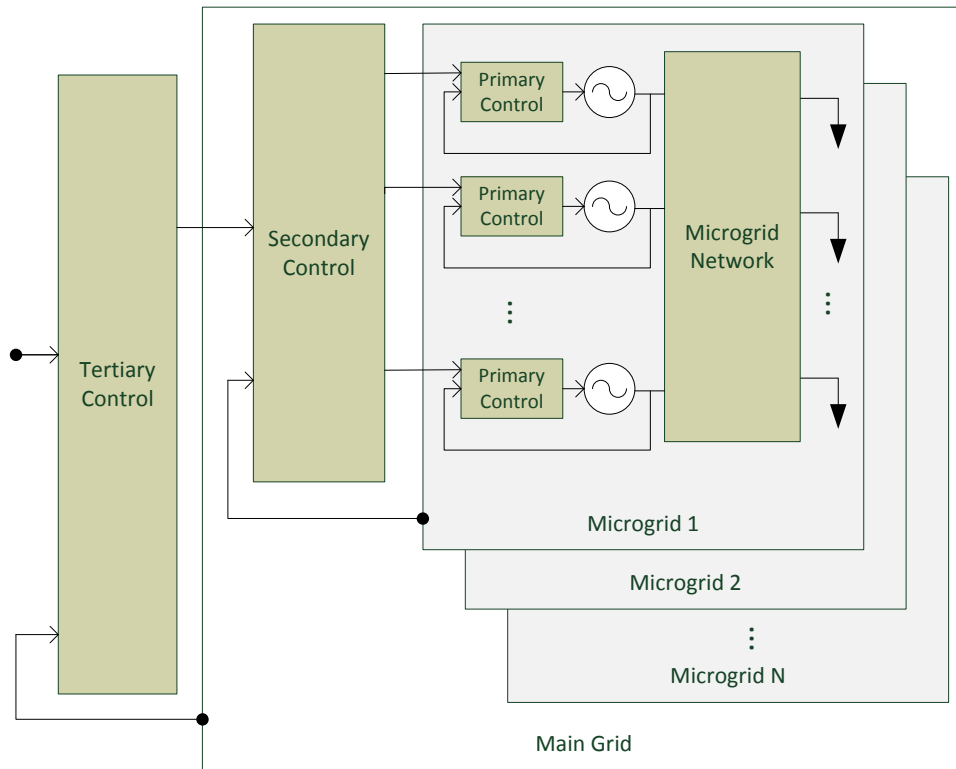 Tertiary
Control
Secondary
Control
Primary
Control
Primary
Control
Primary
Control
Microgrid
Network
Microgrid 1
Microgrid 2
Microgrid N
Main Grid